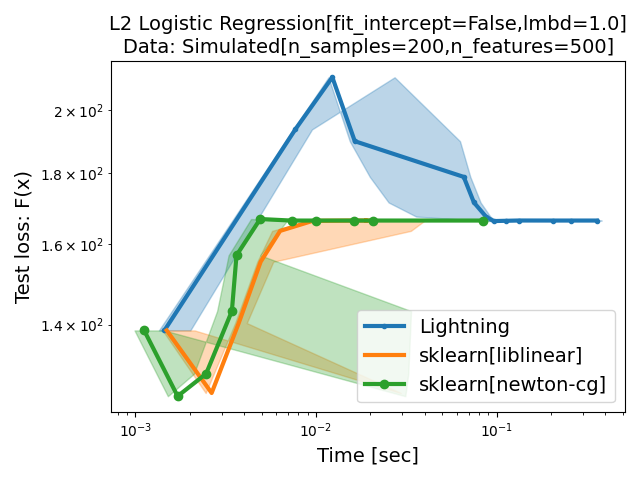 L2 Logistic Regression[fit_intercept=False,lmbd=1.0]
Data: Simulated[n_samples=200,n_features=500]
Test loss: F(x)
2 × 10²
1.8 × 10²
1.6 × 10²
1.4 × 10²
Lightning
sklearn[liblinear]
sklearn[newton-cg]
10⁻³ 10⁻² 10⁻¹
Time [sec]